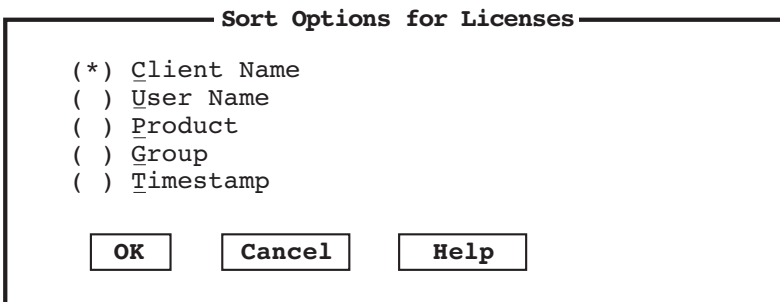 Sort Options for Licenses
(*) Client Name
( ) User Name
( ) Product
( ) Group
( ) Timestamp
OK Cancel Help